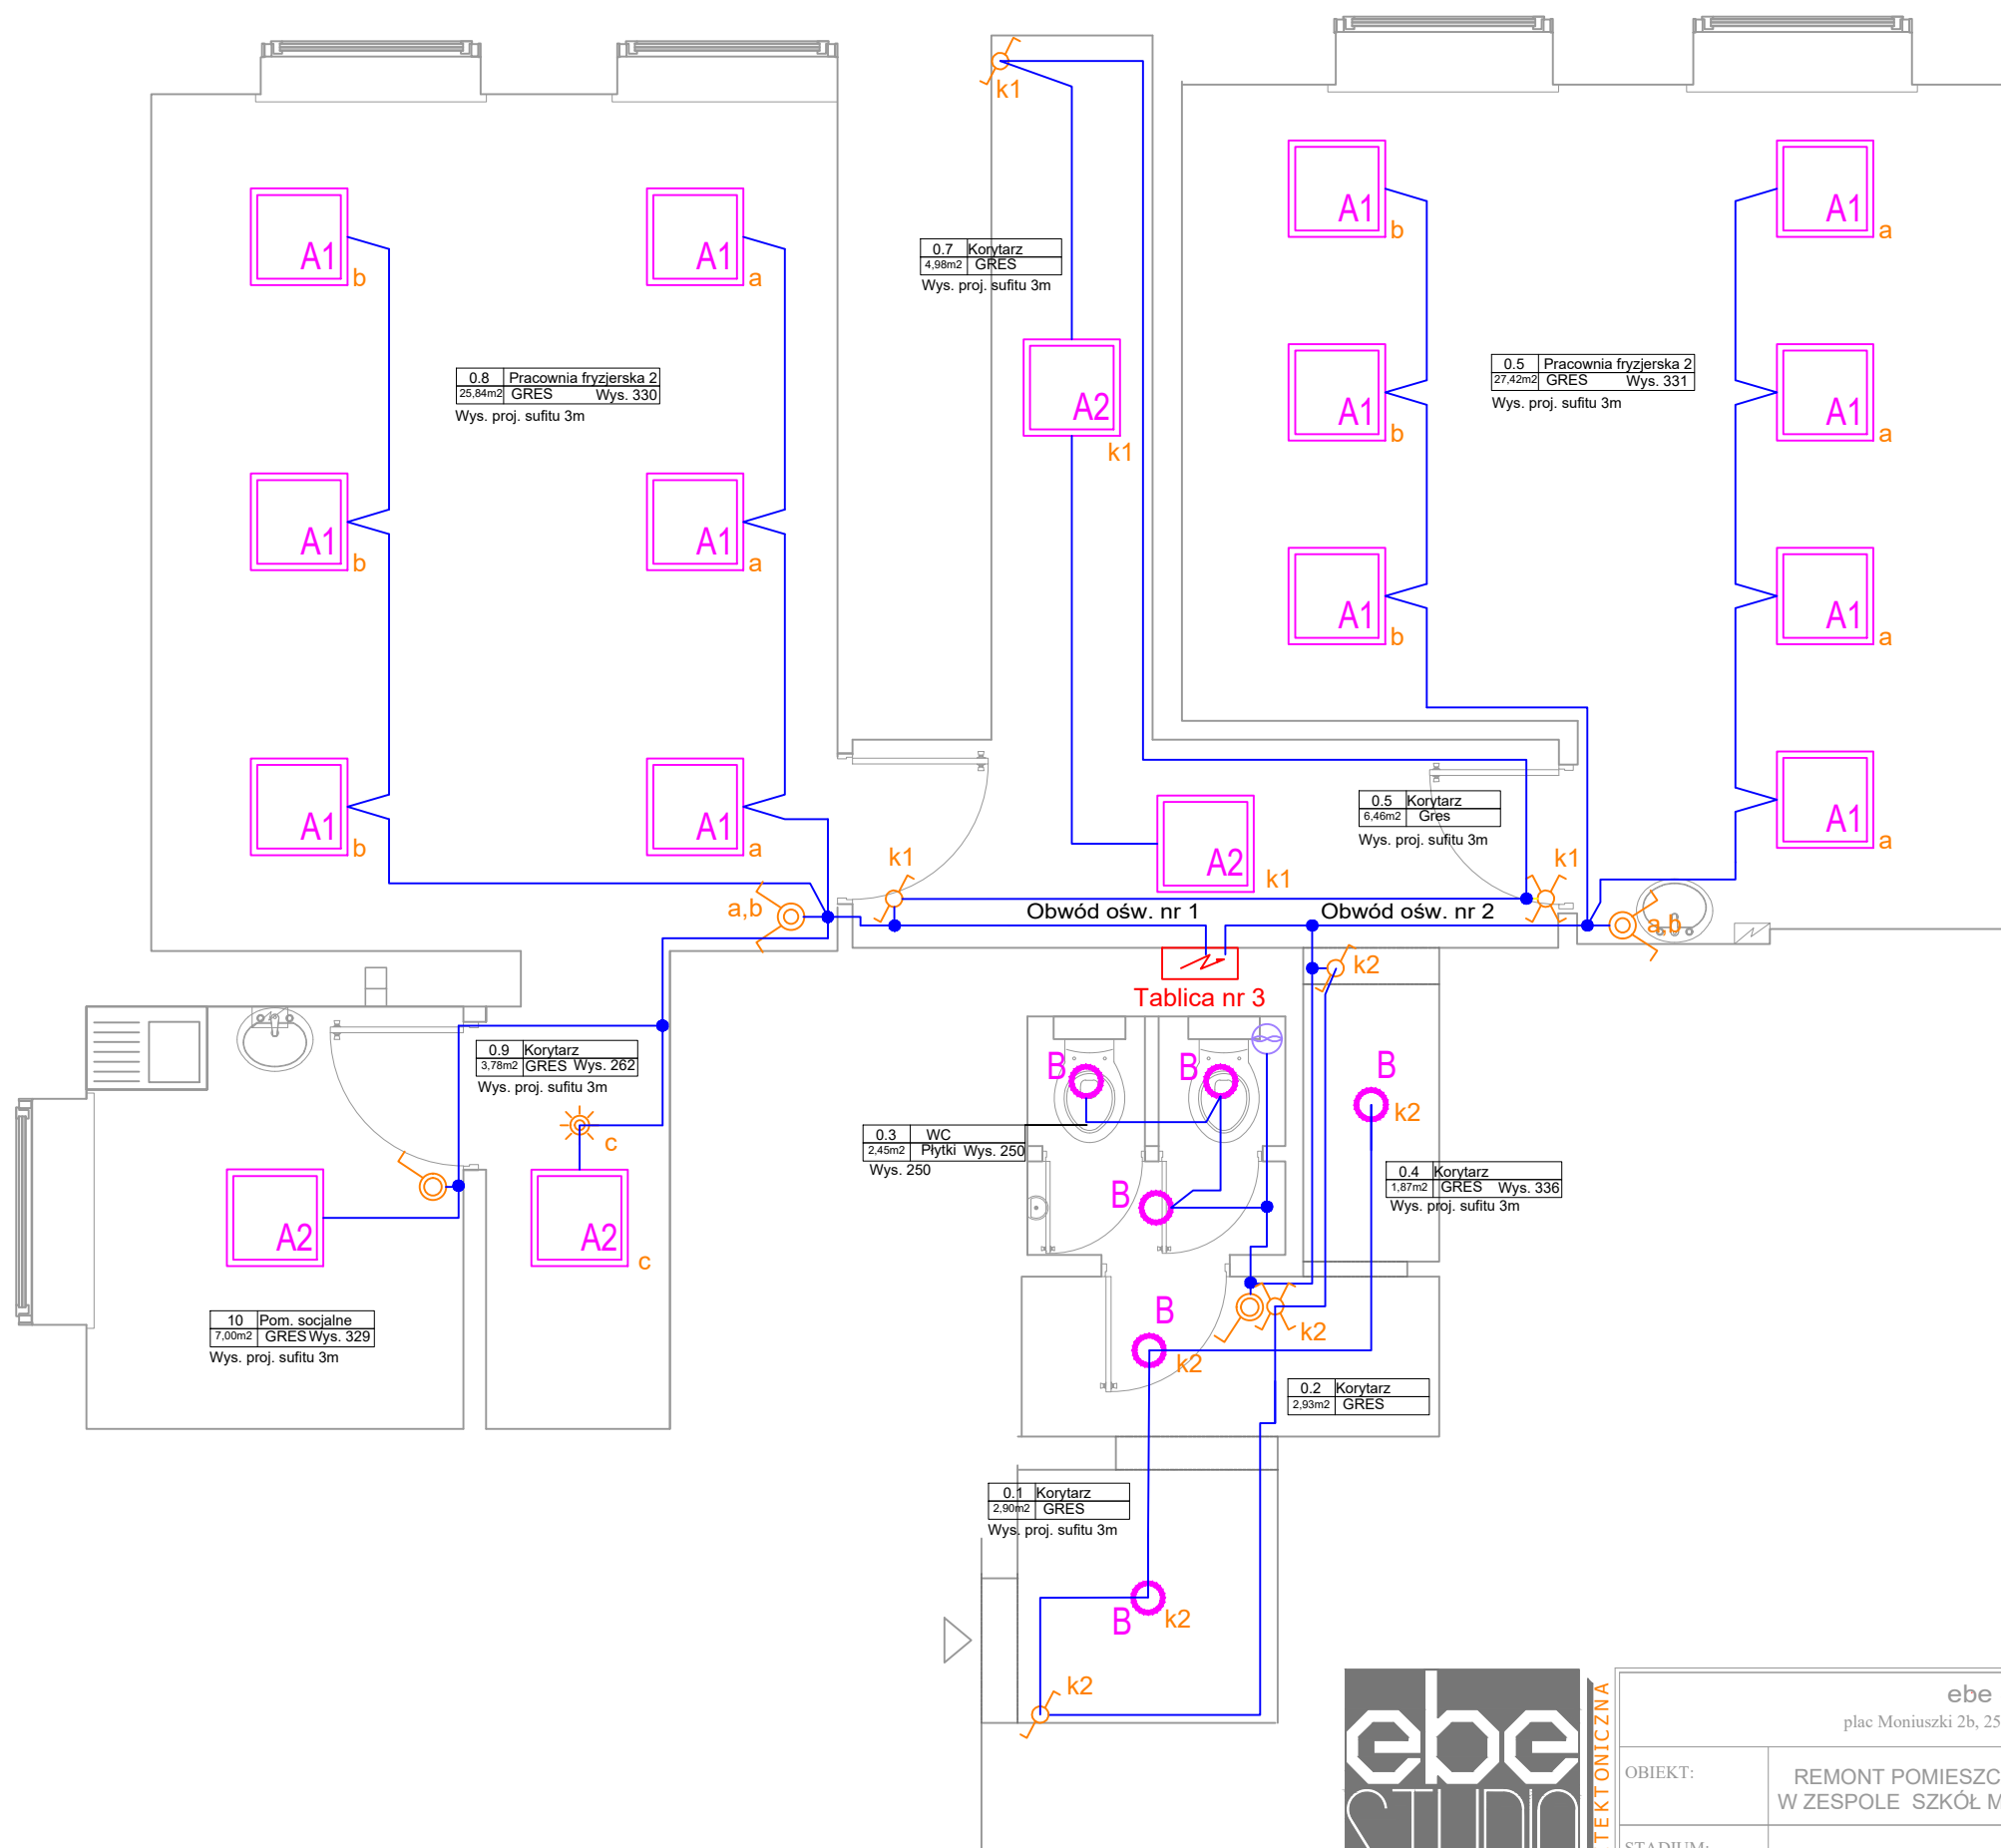 k1
A1
b
A1
a
A1
b
A1
a
0.7 Korytarz
4,98m2 GRES
Wys. proj. sufitu 3m
0.8 Pracownia fryzjerska 2
25,84m2 GRES Wys. 330
Wys. proj. sufitu 3m
A2
k1
0.5 Pracownia fryzjerska 2
27,42m2 GRES Wys. 331
Wys. proj. sufitu 3m
A1
b
A1
a
A1
b
A1
a
A1
b
A1
a
A1
b
A1
a
A1
a
0.5 Korytarz
6,46m2 Gres
Wys. proj. sufitu 3m
A2
k1
k1
k1
a,b
Obwód ośw. nr 1
Obwód ośw. nr 2
a,b
k2
Tablica nr 3
0.9 Korytarz
3,78m2 GRES Wys. 262
Wys. proj. sufitu 3m
c
B
B
B
k2
0.3 WC
2,45m2 Płytki Wys. 250
Wys. 250
0.4 Korytarz
1,87m2 GRES Wys. 336
Wys. proj. sufitu 3m
B
A2
A2
c
10 Pom. socjalne
7,00m2 GRES Wys. 329
Wys. proj. sufitu 3m
B
k2
k2
0.2 Korytarz
2,93m2 GRES
0.1 Korytarz
2,90m2 GRES
Wys. proj. sufitu 3m
B
k2
k2
ebe
TEKTONICZNA
ebe
plac Moniuszki 2b, 25
OBIEKT:
REMONT POMIESZC
W ZESPOLE SZKÓŁ M
STADIUM: